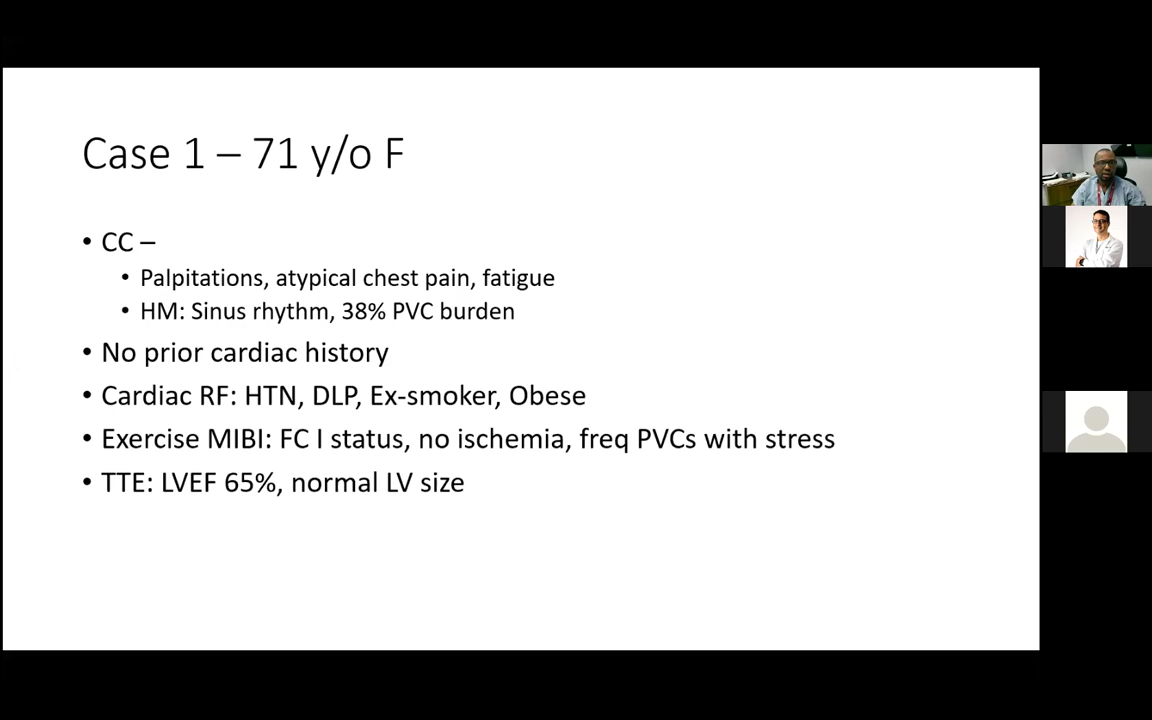 Case 1 – 71 y/o F
• CC –
• Palpitations, atypical chest pain, fatigue
• HM: Sinus rhythm, 38% PVC burden
• No prior cardiac history
• Cardiac RF: HTN, DLP, Ex-smoker, Obese
• Exercise MIBI: FC I status, no ischemia, freq PVCs with stress
• TTE: LVEF 65%, normal LV size